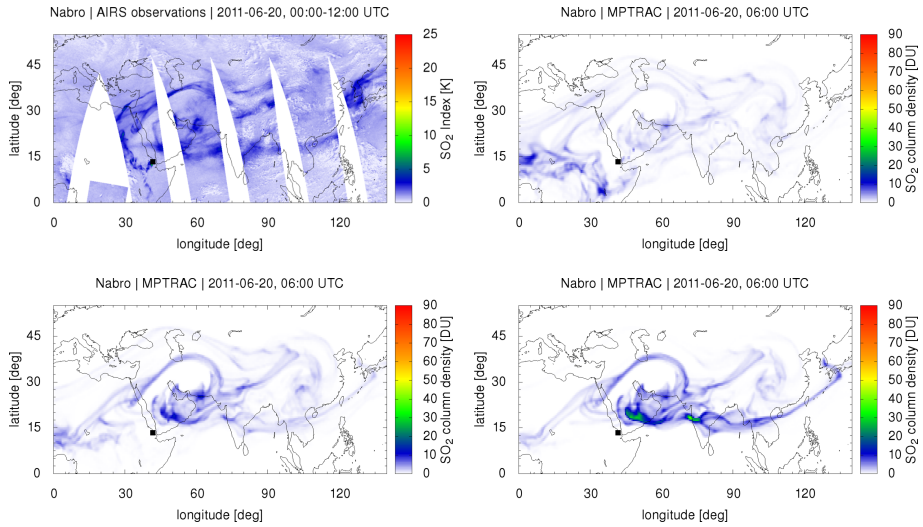 Nabro | AIRS observations | 2011-06-20, 00:00-12:00 UTC
latitude [deg]
45
30
15
0
0 30 60 90 120
longitude [deg]
25
20
15
10
5
0
SO2 Index [K]
Nabro | MPTRAC | 2011-06-20, 06:00 UTC
latitude [deg]
45
30
15
0
0 30 60 90 120
longitude [deg]
90
80
70
60
50
40
30
20
10
0
SO2 Column density [DU]
Nabro | MPTRAC | 2011-06-20, 06:00 UTC
latitude [deg]
45
30
15
0
0 30 60 90 120
longitude [deg]
90
80
70
60
50
40
30
20
10
0
SO2 column density [DU]
Nabro | MPTRAC | 2011-06-20, 06:00 UTC
latitude [deg]
45
30
15
0
0 30 60 90 120
longitude [deg]
90
80
70
60
50
40
30
20
10
0
SO2 column density [DU]